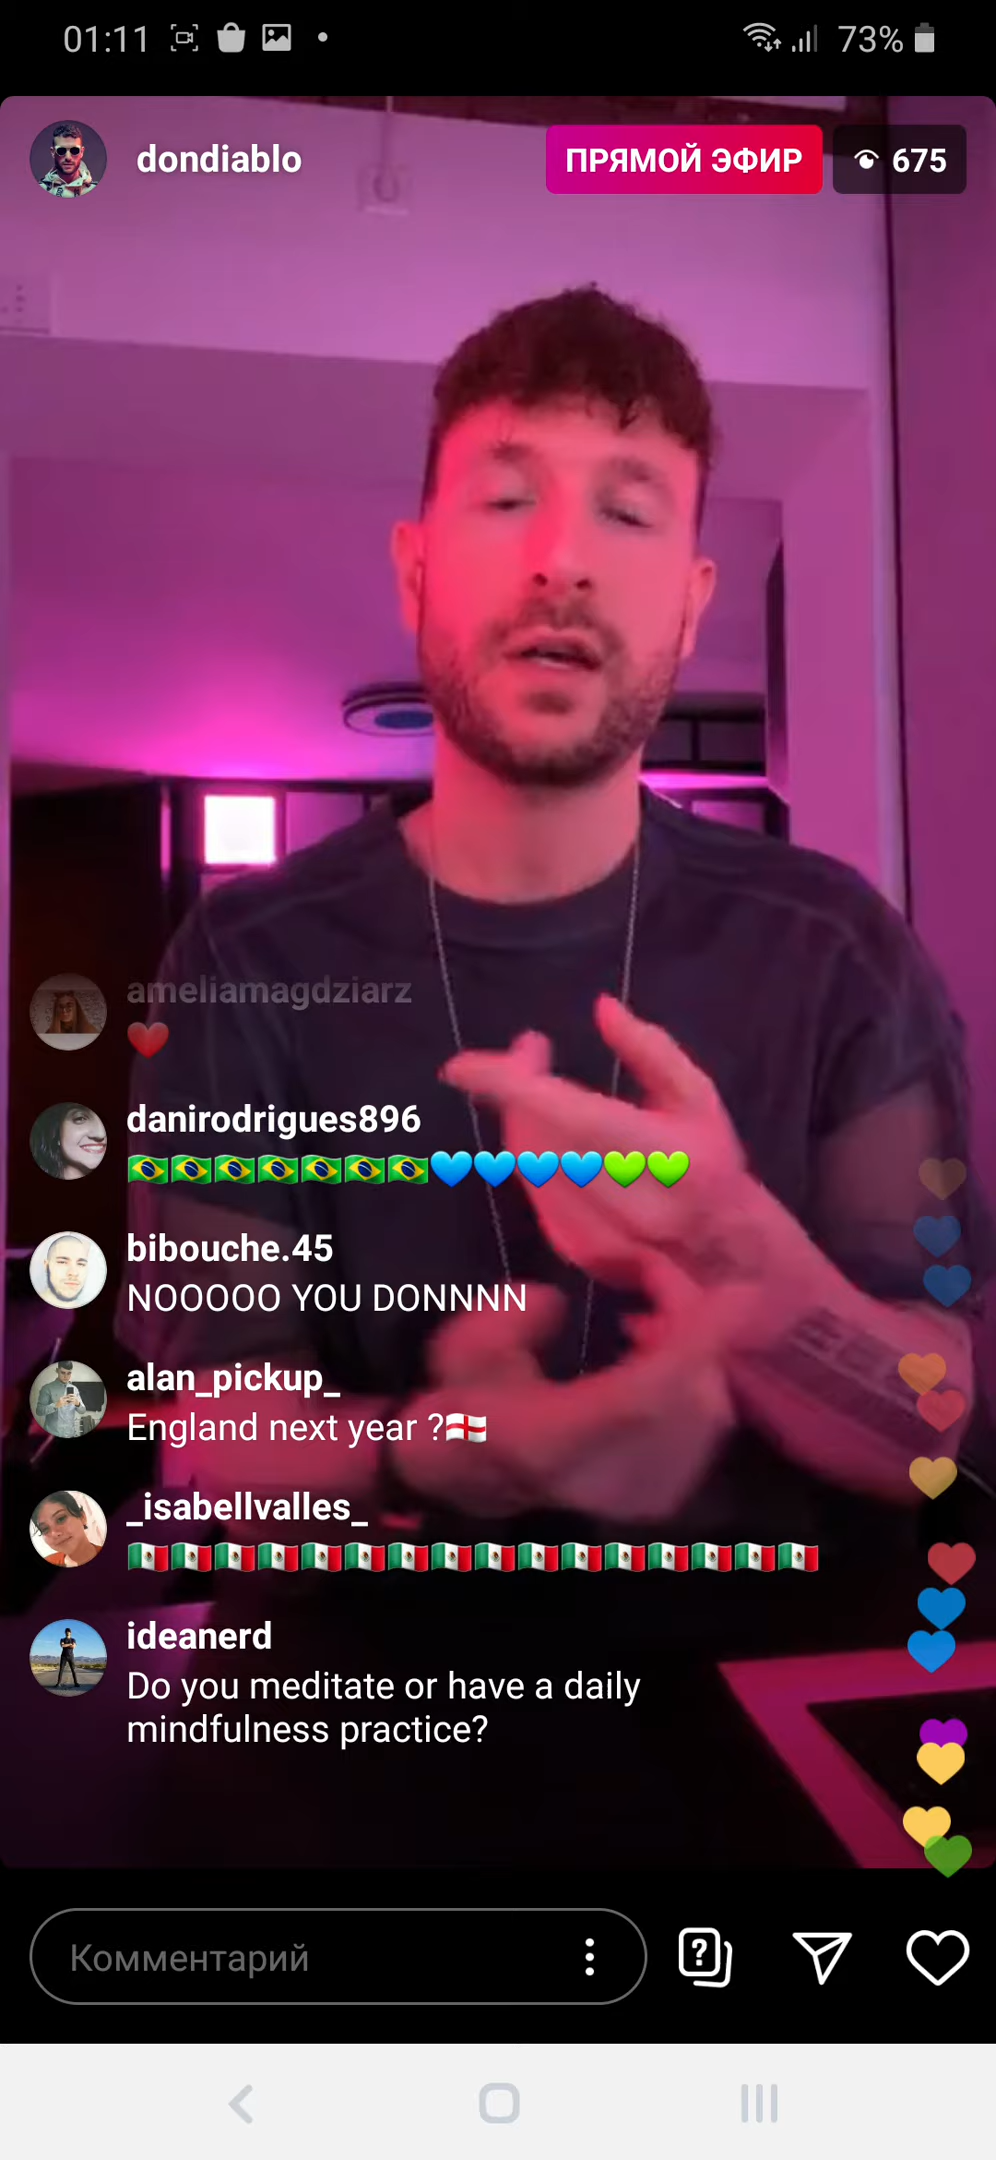 01:11
73%
dondiablo
ПРЯМОЙ ЭФИР
675
ameliamagdziarz
❤️
danirodrigues896
🇧🇷🇧🇷🇧🇷🇧🇷🇧🇷🇧🇷🇧🇷💙💙💙💙💚💚
bibouche.45
NOOOOO YOU DONNNN
alan_pickup_
England next year ?🏴󠁧󠁢󠁥󠁮󠁧󠁿
_isabellvalles_
🇲🇽🇲🇽🇲🇽🇲🇽🇲🇽🇲🇽🇲🇽🇲🇽🇲🇽🇲🇽🇲🇽🇲🇽🇲🇽🇲🇽🇲🇽🇲🇽
ideanerd
Do you meditate or have a daily
mindfulness practice?
Комментарий